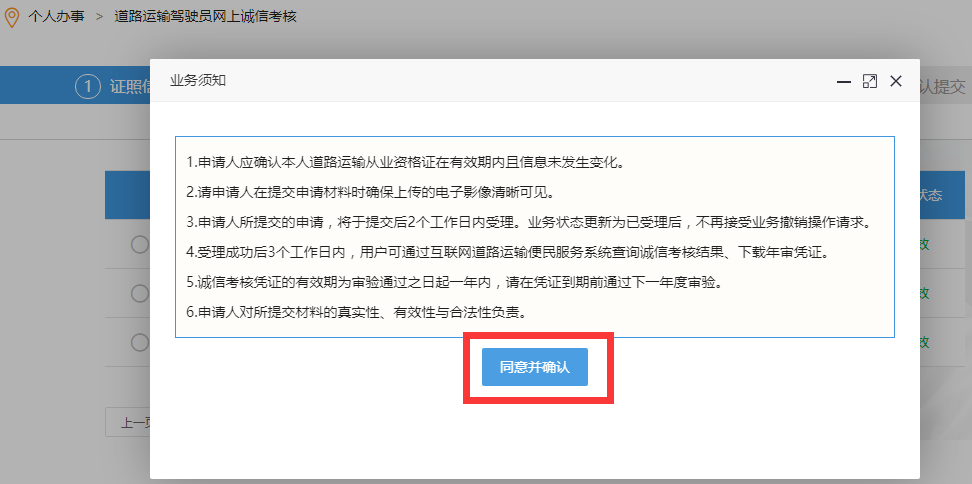 个人办事 > 道路运输驾驶员网上诚信考核
业务须知
1 证照信
认提交
1.申请人应确认本人道路运输从业资格证在有效期内且信息未发生变化。
2.请申请人在提交申请材料时确保上传的电子影像清晰可见。
状态
3.申请人所提交的申请，将于提交后2个工作日内受理。业务状态更新为已受理后，不再接受业务撤销操作请求。
4.受理成功后3个工作日内，用户可通过互联网道路运输便民服务系统查询诚信考核结果、下载年审凭证。
效
5.诚信考核凭证的有效期为审验通过之日起一年内，请在凭证到期前通过下一年度审验。
效
6.申请人对所提交材料的真实性、有效性与合法性负责。
效
同意并确认
上一页